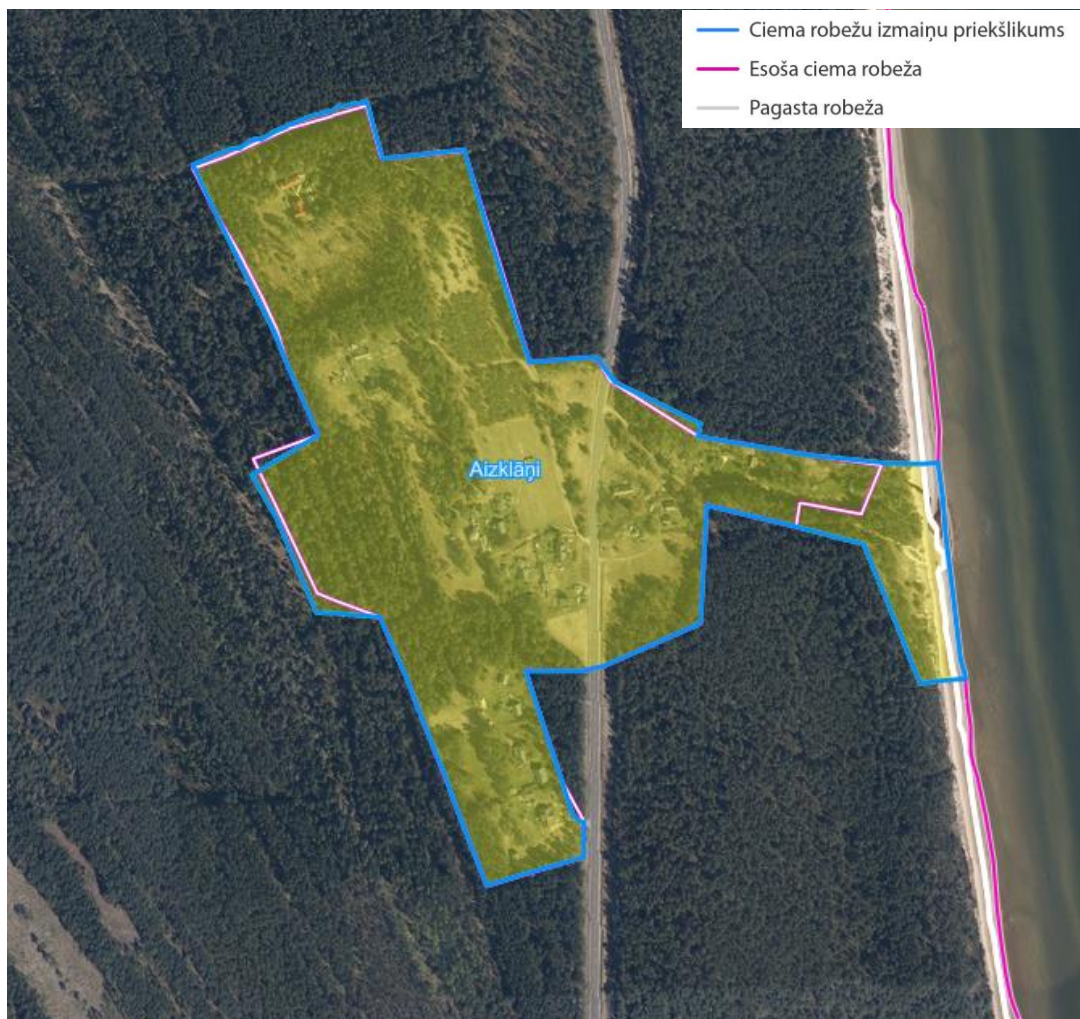 Ciema robežu izmaiņu priekšlikums
Esoša ciema robeža
Pagasta robeža
Aizklāņi